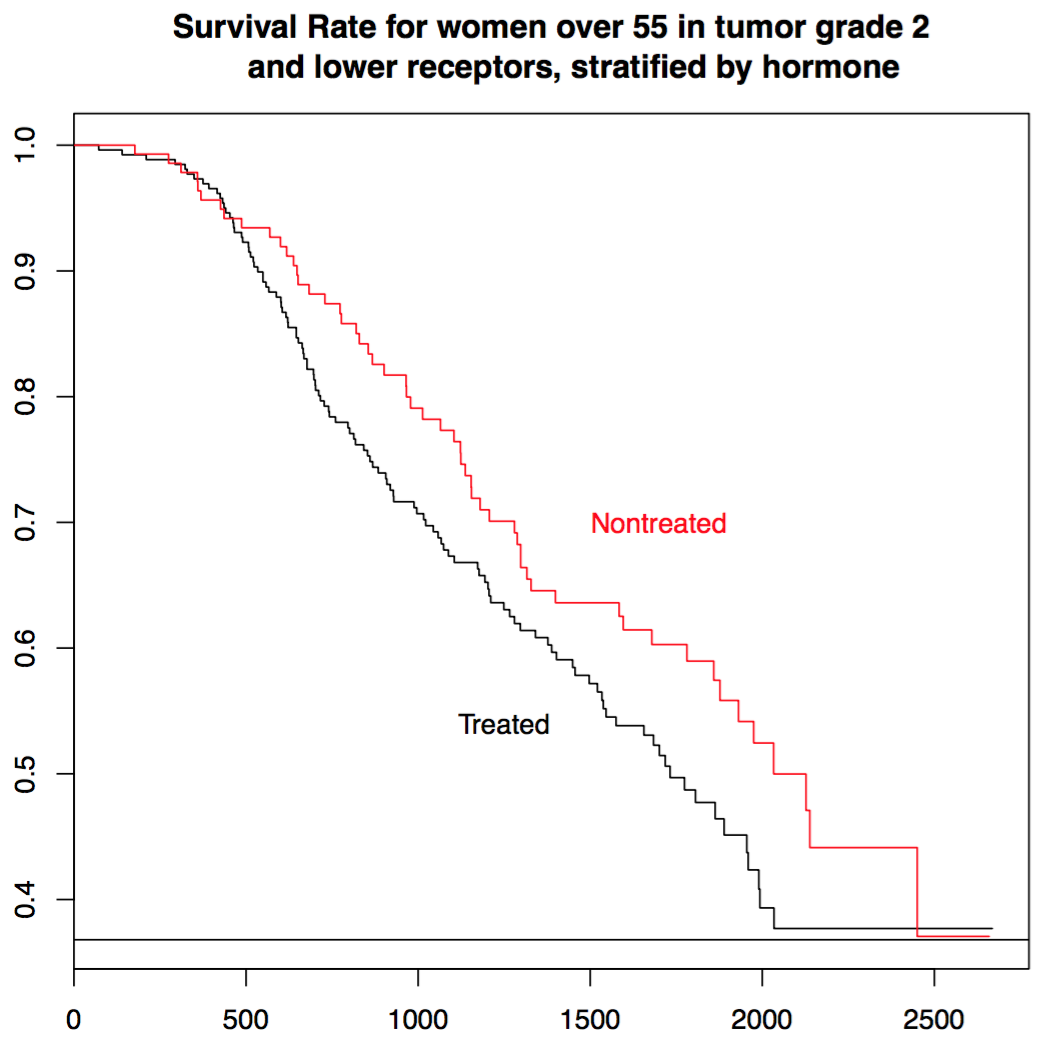 Survival Rate for women over 55 in tumor grade 2
and lower receptors, stratified by hormone
1.0
0.9
0.8
0.7
0.6
0.5
0.4
Nontreated
Treated
0 500 1000 1500 2000 2500